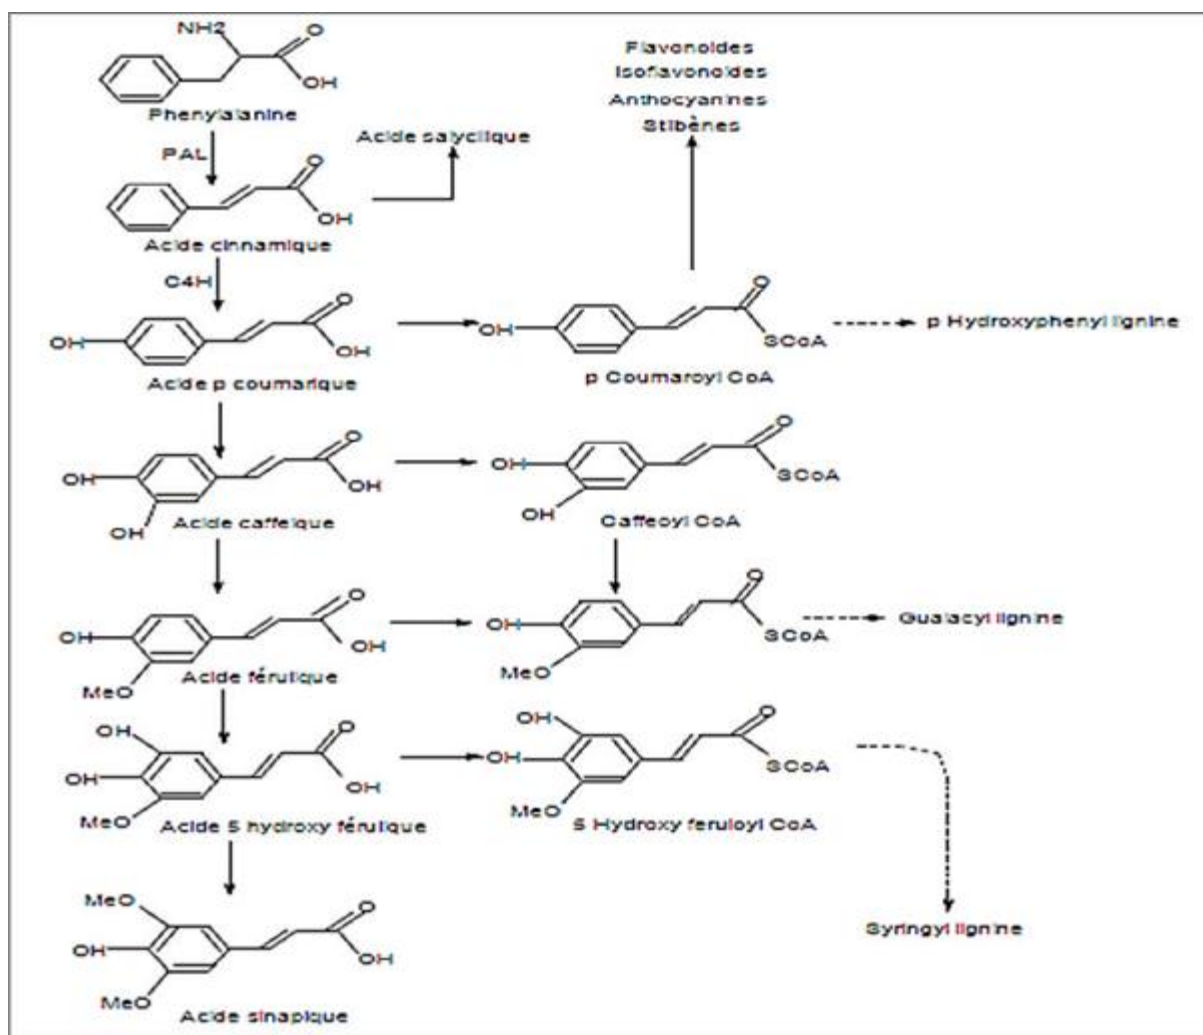 NH2
O
OH
Phenylalanine
PAL
Acide salycilique
Flavonoides
Isoflavonoides
Anthocyanines
Stilbènes
O
OH
Acide cinnamique
C4H
OH
O
OH
Acide p coumarique
OH
O
SCoA
p Coumaroyl CoA
p Hydroxyphenyl lignine
OH
OH
O
OH
Acide caffeique
OH
OH
O
SCoA
Caffeoyl CoA
OH
MeO
O
OH
Acide férulique
OH
MeO
O
SCoA
Guaiacyl lignine
OH
OH
MeO
O
OH
Acide 5 hydroxy férulique
OH
OH
MeO
O
SCoA
5 Hydroxy feruloyl CoA
Syringyl lignine
MeO
OH
MeO
O
OH
Acide sinapique